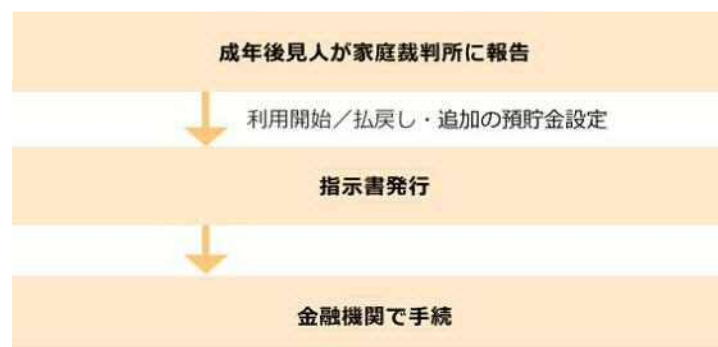 成年後見人が家庭裁判所に報告
利用開始／払戻し・追加の預貯金設定
指示書発行
金融機関で手続